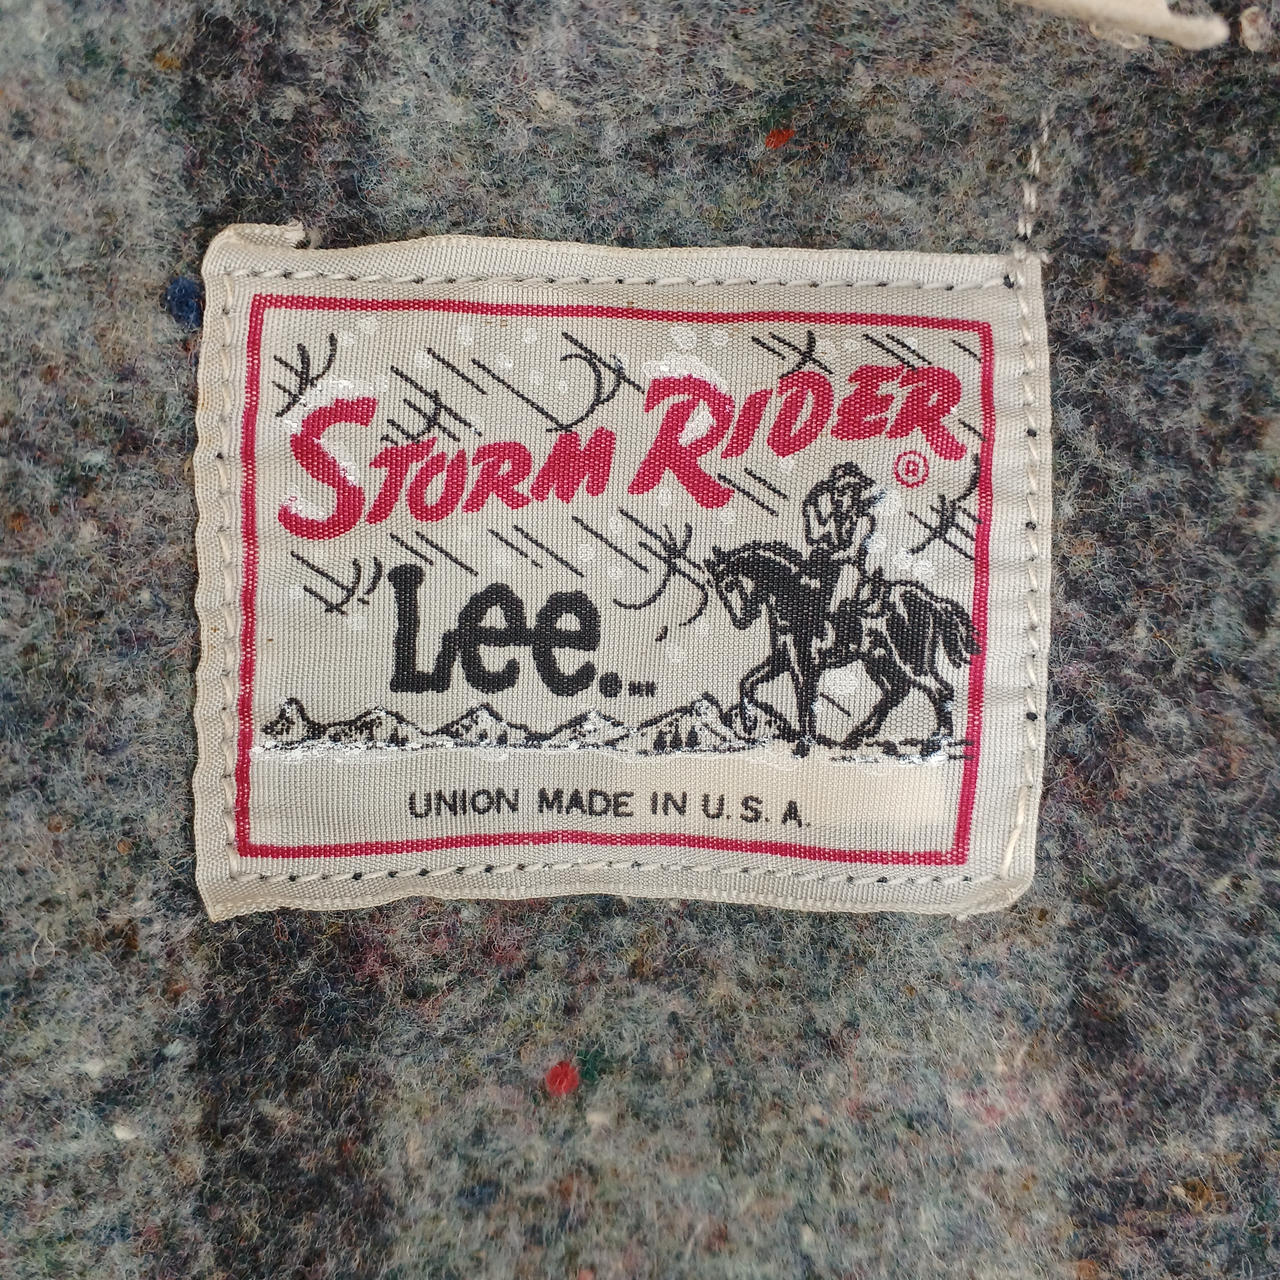 STORM RIDER
®
Lee.
UNION MADE IN U.S.A.